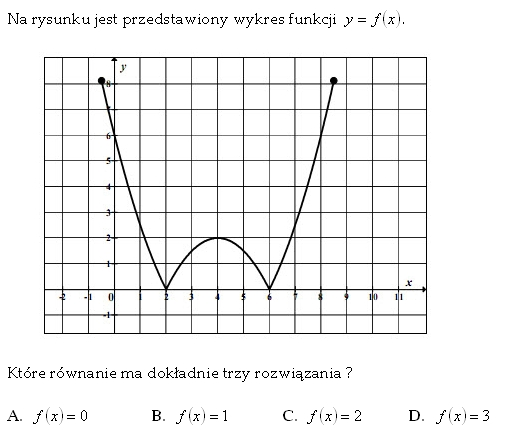 Na rysunku jest przedstawiony wykres funkcji y = f(x).
y
8
6
5
4
3
2
1
x
-2 -1 0 1 2 3 4 5 6 7 8 9 10 11
-1
Które równanie ma dokładnie trzy rozwiązania ?
A. f(x) = 0 B. f(x) = 1 C. f(x) = 2 D. f(x) = 3